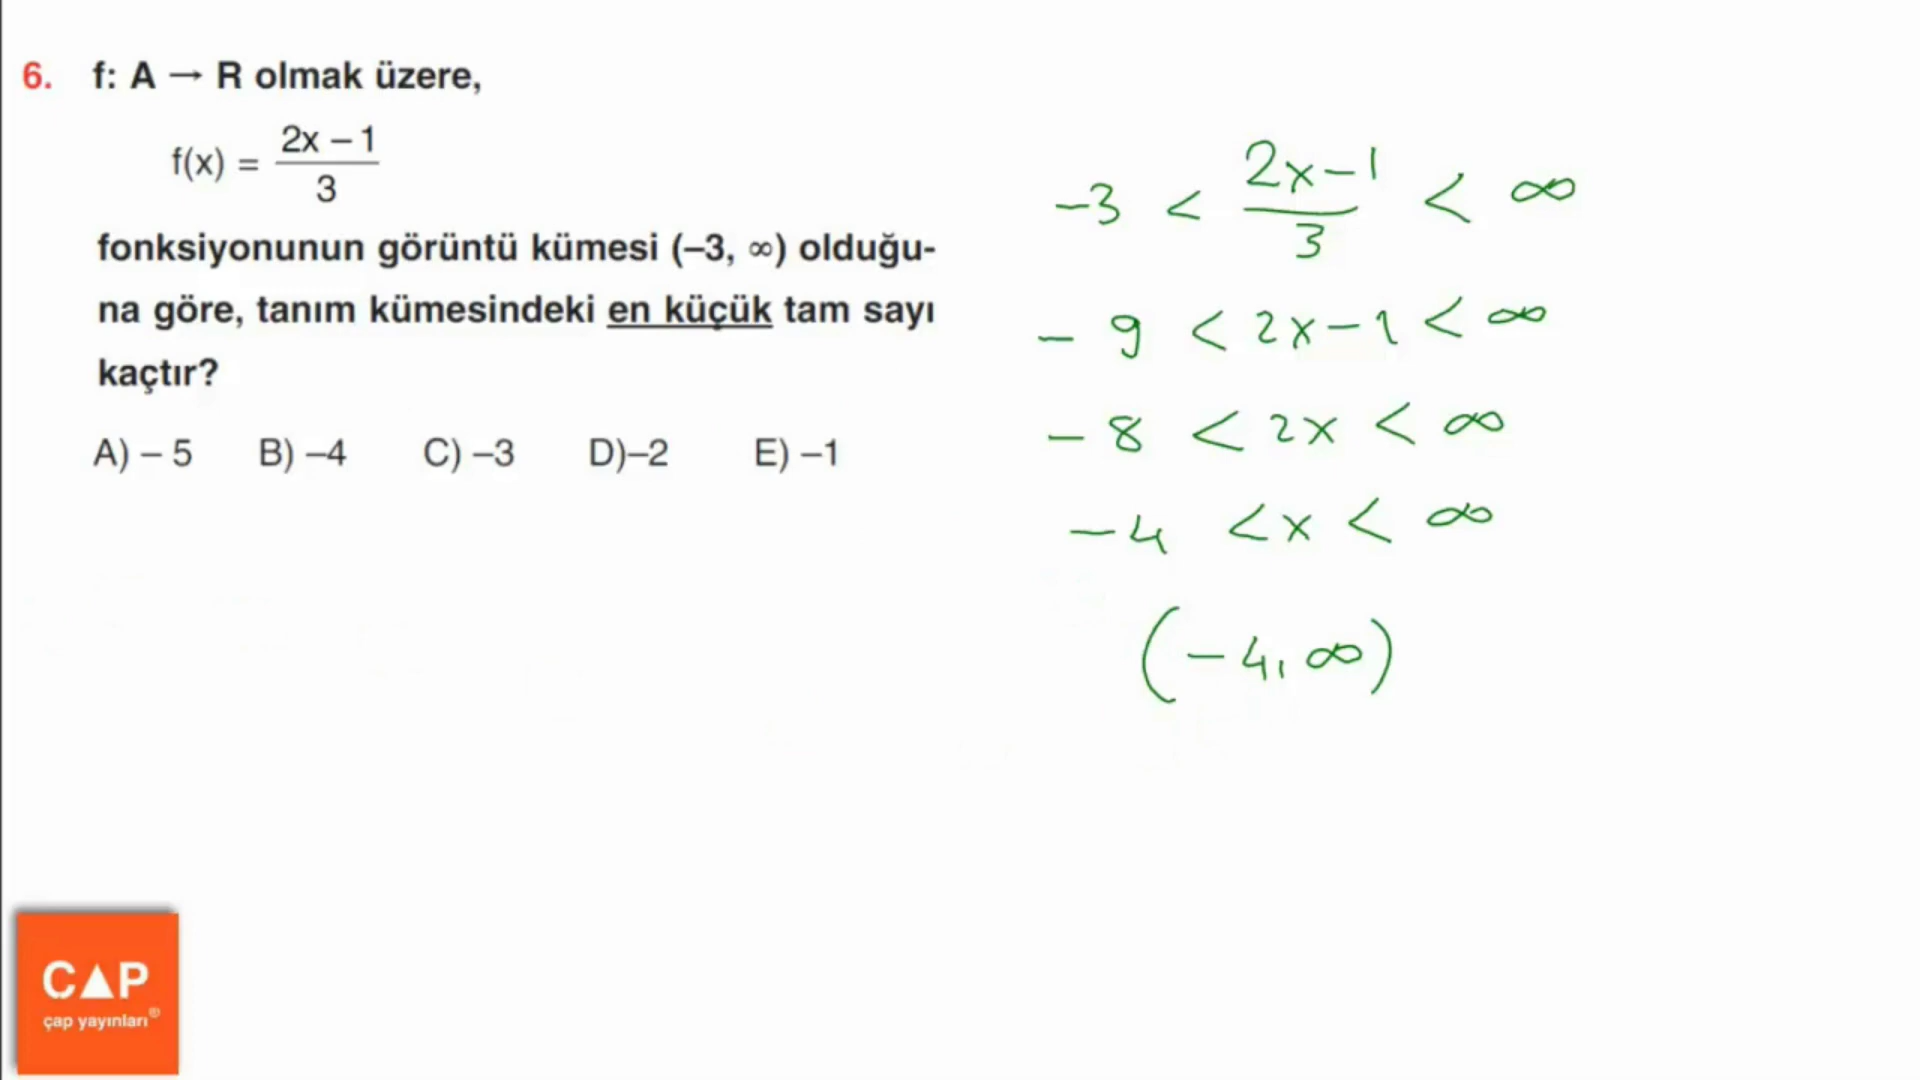 6. f: A → R olmak üzere,
f(x) = 2x – 1 / 3
fonksiyonunun görüntü kümesi (–3, ∞) olduğu-
na göre, tanım kümesindeki en küçük tam sayı
kaçtır?
A) – 5 B) –4 C) –3 D)–2 E) –1
-3 < 2x-1 / 3 < ∞
- 9 < 2x-1 < ∞
- 8 < 2x < ∞
-4 < x < ∞
(-4, ∞)
CAP
çap yayınları®